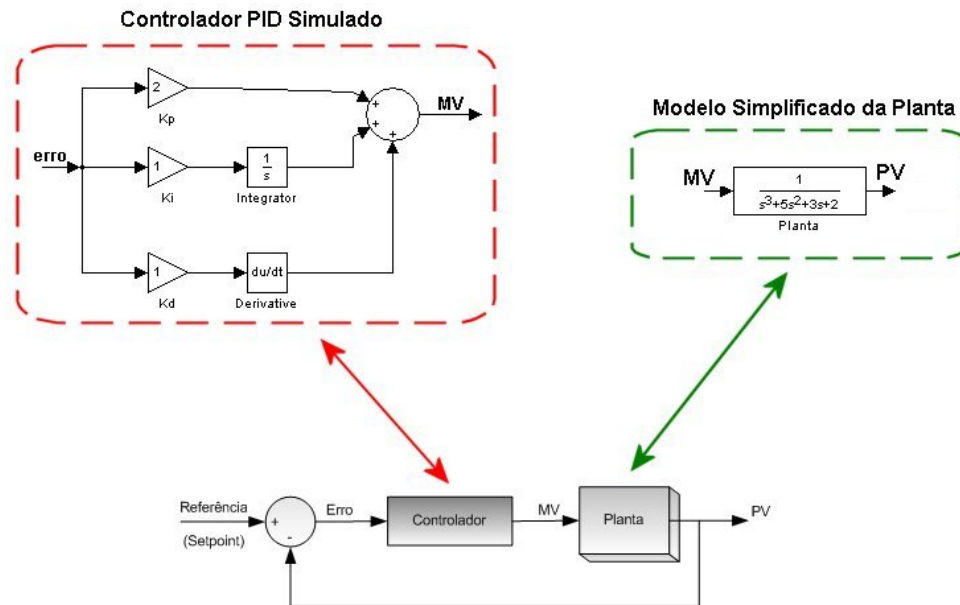 Controlador PID Simulado
2
Kp
+
+
+
MV
erro
1
Ki
1
s
Integrator
1
Kd
du/dt
Derivative
Modelo Simplificado da Planta
MV
1
s³+5s²+3s+2
PV
Planta
Referência
(Setpoint)
+
-
Erro
Controlador
MV
Planta
PV